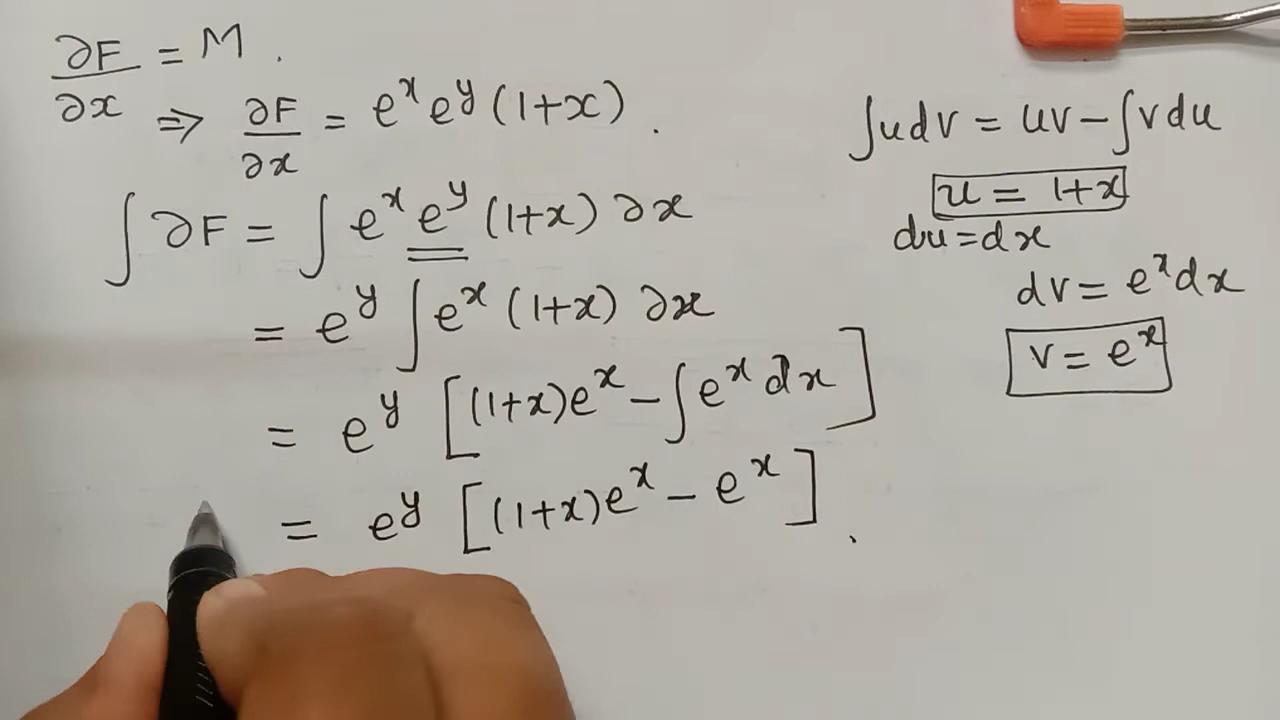 ∂F/∂x = M .
⇒ ∂F/∂x = e^x e^y (1+x) .
∫ ∂F = ∫ e^x e^y (1+x) ∂x
= e^y ∫ e^x (1+x) ∂x
= e^y [(1+x)e^x − ∫ e^x dx]
= e^y [(1+x)e^x − e^x] .
∫udv = uv − ∫vdu
u = 1+x
du = dx
dv = e^x dx
v = e^x